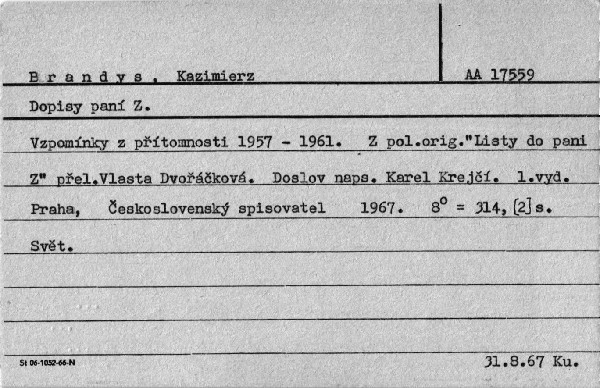 Brandys, Kazimierz AA 17559
Dopisy paní Z.
Vzpomínky z přítomnosti 1957 - 1961. Z pol.orig."Listy do pani
Z" přel.Vlasta Dvořáčková. Doslov naps. Karel Krejčí. 1.vyd.
Praha, Československý spisovatel 1967. 8° = 314, [2]s.
Svět.
St 06-1052-66-N 31.8.67 Ku.